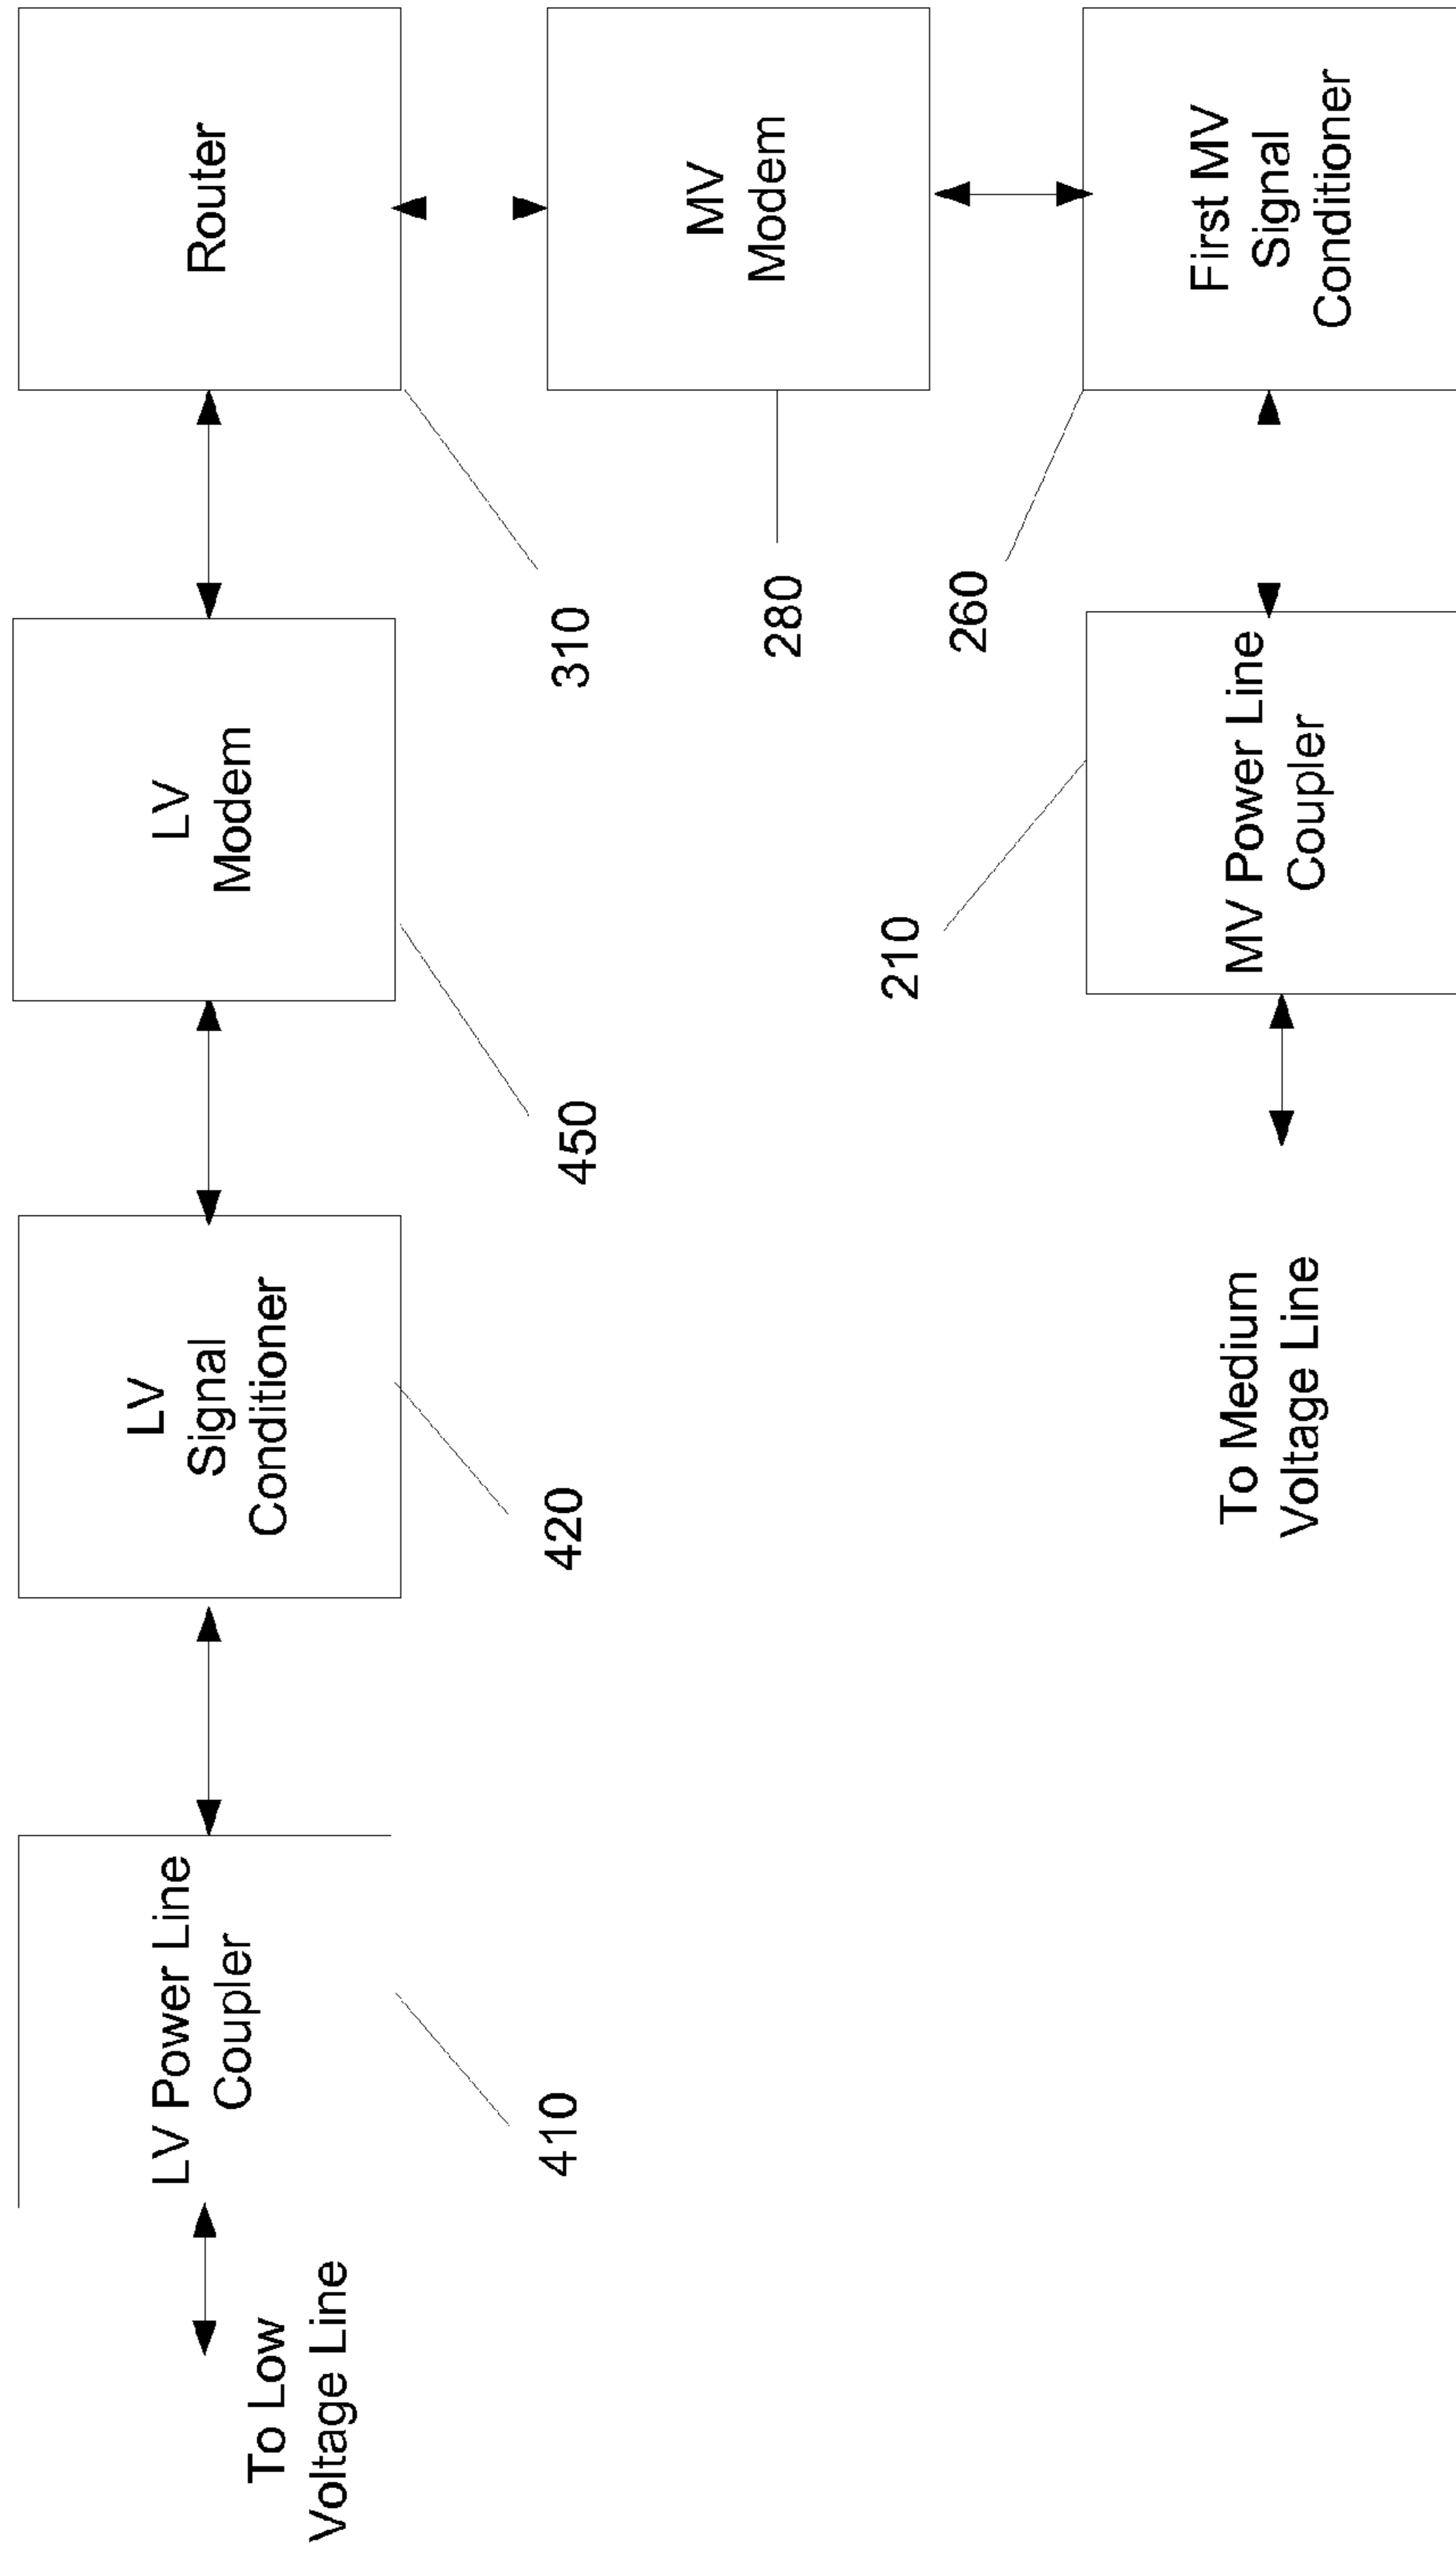 To Low
Voltage Line
LV Power Line
Coupler
410
LV
Signal
Conditioner
420
LV
Modem
450
Router
310
MV
Modem
280
First MV
Signal
Conditioner
260
MV Power Line
Coupler
210
To Medium
Voltage Line